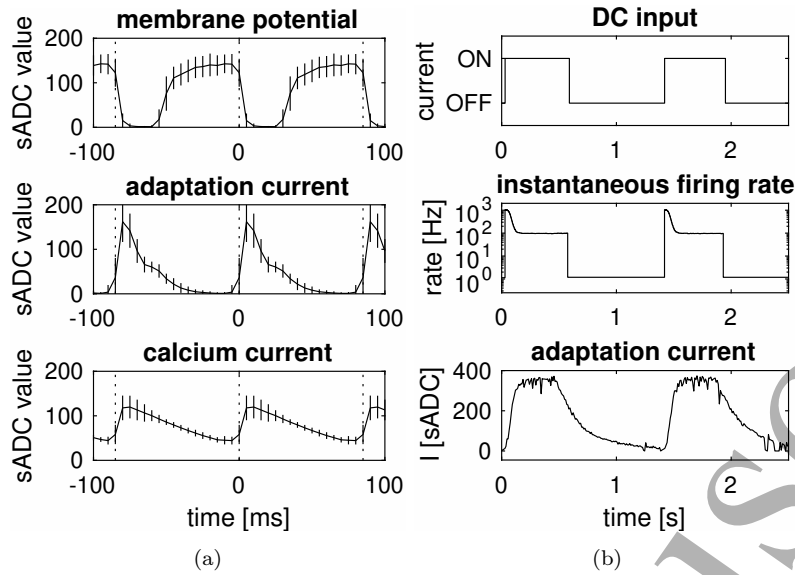 membrane potential
sADC value
200
100
0
-100 0 100
adaptation current
sADC value
200
100
0
-100 0 100
calcium current
sADC value
200
100
0
-100 0 100
time [ms]
(a)
DC input
current
ON
OFF
0 1 2
instantaneous firing rate
rate [Hz]
10³
10²
10¹
10⁰
0 1 2
adaptation current
I [sADC]
400
200
0
0 1 2
time [s]
(b)